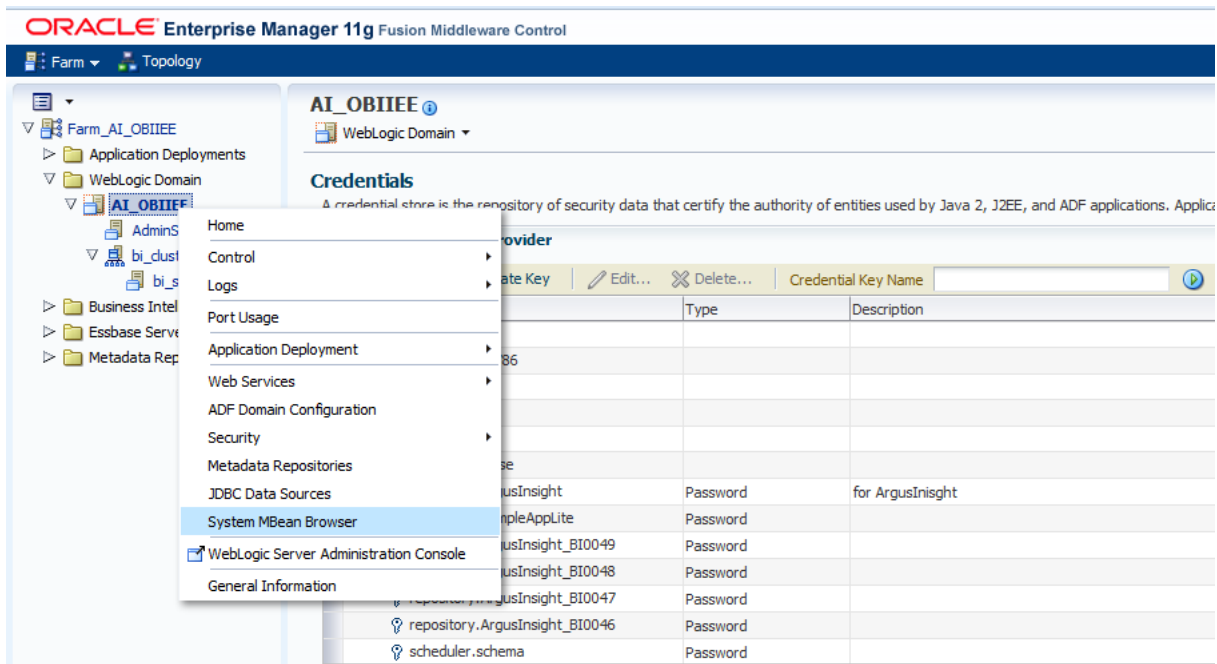 ORACLE Enterprise Manager 11g Fusion Middleware Control
Farm Topology
AI_OBIIEE
WebLogic Domain
Farm_AI_OBIIEE
Application Deployments
WebLogic Domain
AI_OBIIEE
AdminS
bi_clust
bi_s
Business Intel
Essbase Serve
Metadata Rep
Credentials
A credential store is the repository of security data that certify the authority of entities used by Java 2, J2EE, and ADF applications. Applica
Home
Control
Logs
Port Usage
Application Deployment
Web Services
ADF Domain Configuration
Security
Metadata Repositories
JDBC Data Sources
System MBean Browser
WebLogic Server Administration Console
General Information
rovider
ate Key Edit... Delete... Credential Key Name
Type Description
86
se
usInsight Password for ArgusInisght
mpleAppLite Password
usInsight_BI0049 Password
usInsight_BI0048 Password
repository.ArgusInsight_BI0047 Password
repository.ArgusInsight_BI0046 Password
scheduler.schema Password